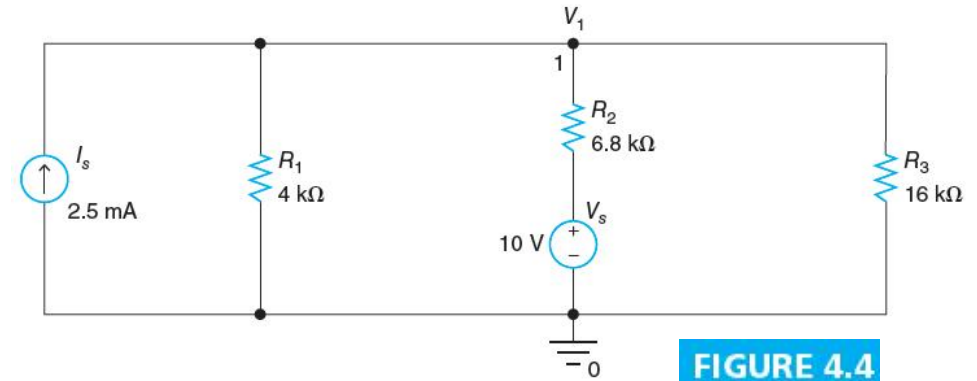 V1
1
R2
6.8 kΩ
Is
2.5 mA
R1
4 kΩ
R3
16 kΩ
Vs
10 V
+
–
0
FIGURE 4.4